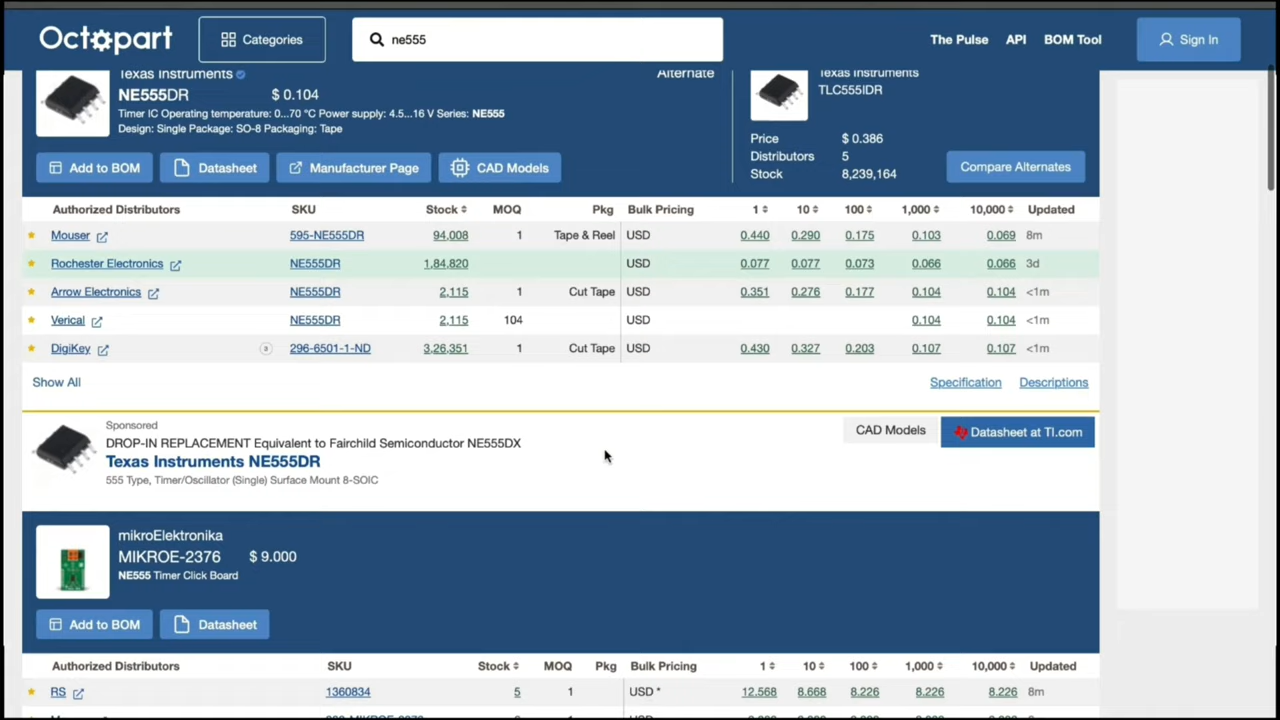 Octopart
Categories
ne555
The Pulse
API
BOM Tool
Sign In
Texas Instruments
NE555DR $ 0.104
Timer IC Operating temperature: 0...70 °C Power supply: 4.5...16 V Series: NE555
Design: Single Package: SO-8 Packaging: Tape
Add to BOM
Datasheet
Manufacturer Page
CAD Models
Alternate
Texas Instruments
TLC555IDR
Price $ 0.386
Distributors 5
Stock 8,239,164
Compare Alternates
Authorized Distributors SKU Stock MOQ Pkg Bulk Pricing 1 10 100 1,000 10,000 Updated
Mouser 595-NE555DR 94,008 1 Tape & Reel USD 0.440 0.290 0.175 0.103 0.069 8m
Rochester Electronics NE555DR 1,84,820 USD 0.077 0.077 0.073 0.066 0.066 3d
Arrow Electronics NE555DR 2,115 1 Cut Tape USD 0.351 0.276 0.177 0.104 0.104 <1m
Verical NE555DR 2,115 104 USD 0.104 0.104 <1m
DigiKey 296-6501-1-ND 3,26,351 1 Cut Tape USD 0.430 0.327 0.203 0.107 0.107 <1m
Show All
Specification
Descriptions
Sponsored
DROP-IN REPLACEMENT Equivalent to Fairchild Semiconductor NE555DX
Texas Instruments NE555DR
555 Type, Timer/Oscillator (Single) Surface Mount 8-SOIC
CAD Models
Datasheet at TI.com
mikroElektronika
MIKROE-2376 $ 9.000
NE555 Timer Click Board
Add to BOM
Datasheet
Authorized Distributors SKU Stock MOQ Pkg Bulk Pricing 1 10 100 1,000 10,000 Updated
RS 1360834 5 1 USD * 12.568 8.668 8.226 8.226 8.226 8m